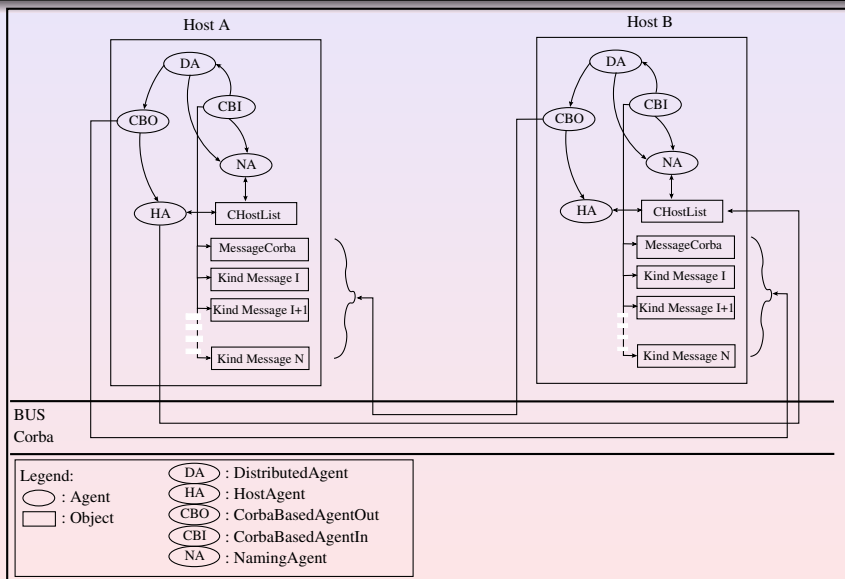 Host A
DA
CBI
CBO
NA
HA
CHostList
MessageCorba
Kind Message I
Kind Message I+1
Kind Message N
Host B
DA
CBI
CBO
NA
HA
CHostList
MessageCorba
Kind Message I
Kind Message I+1
Kind Message N
BUS
Corba
Legend:
: Agent
: Object
DA : DistributedAgent
HA : HostAgent
CBO : CorbaBasedAgentOut
CBI : CorbaBasedAgentIn
NA : NamingAgent